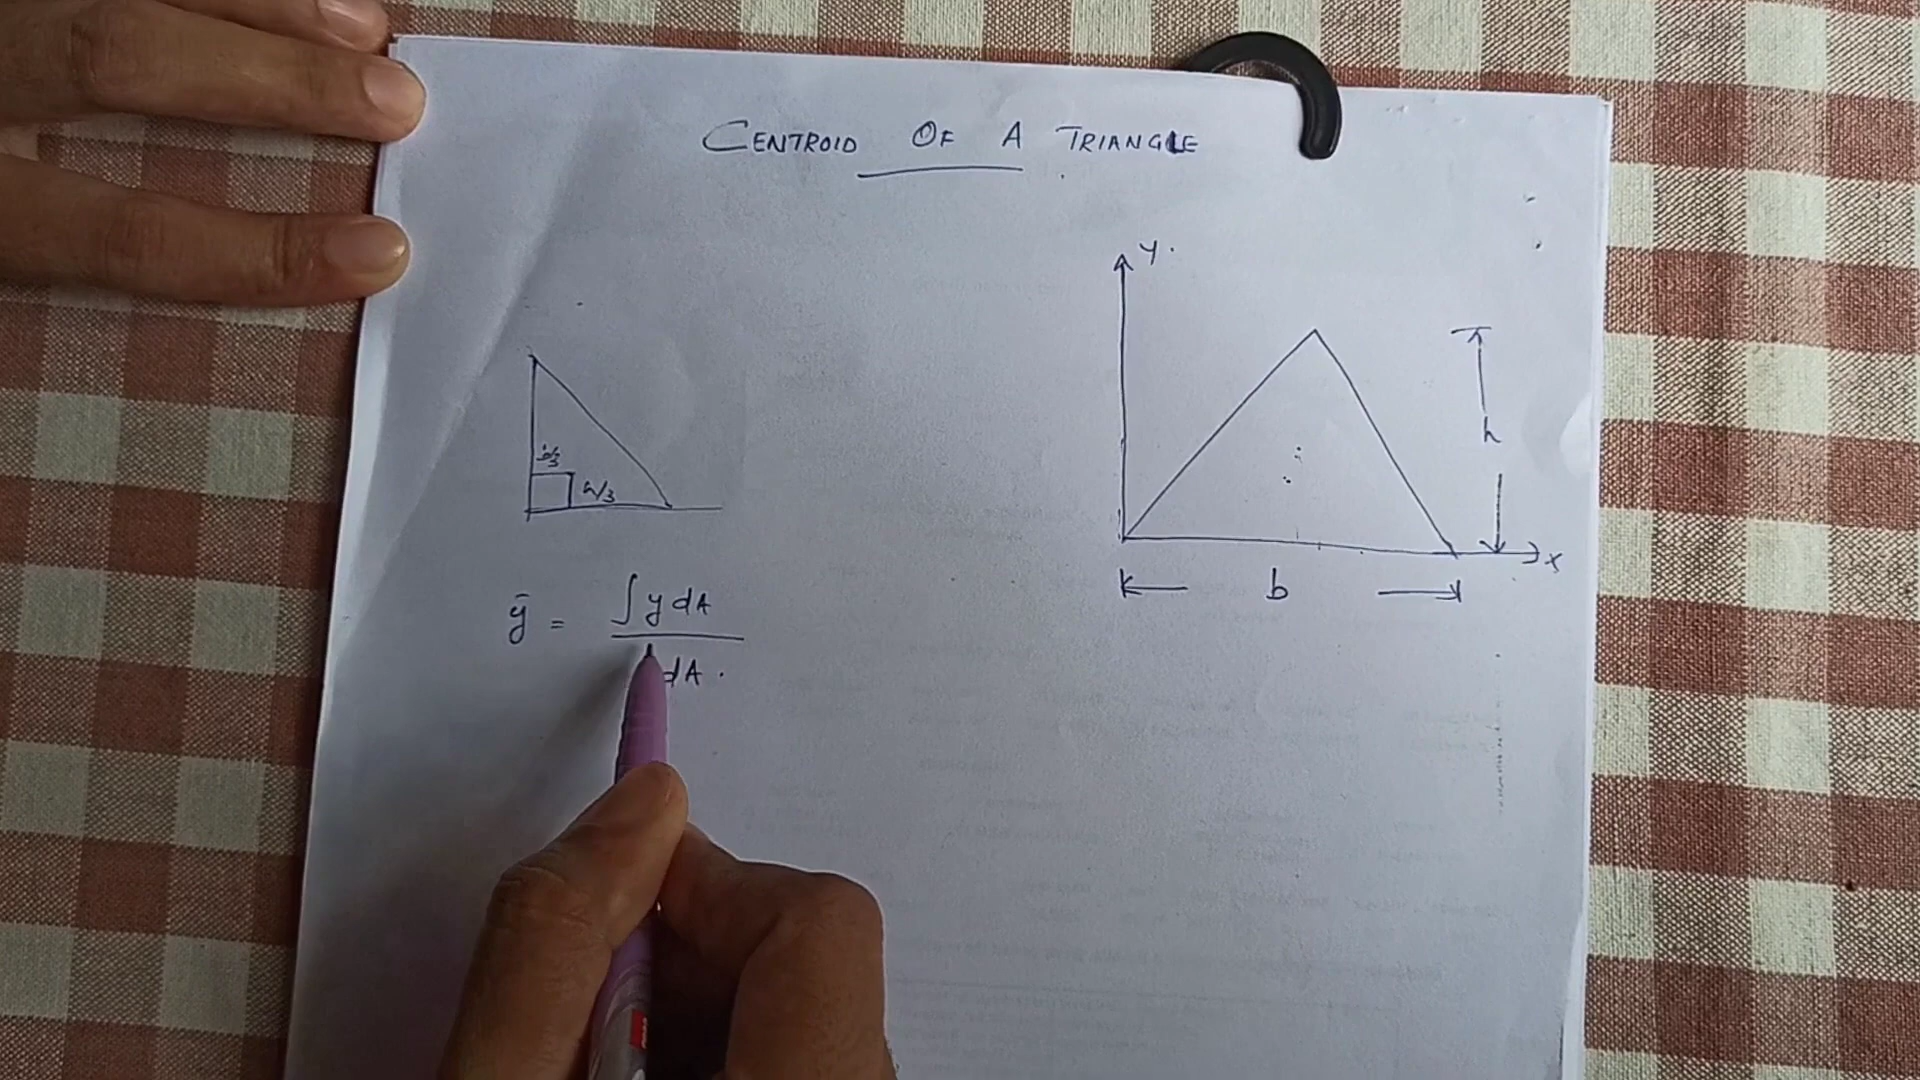 CENTROID OF A TRIANGLE
y
h
b/3
h/3
x
b
ȳ = ∫ y dA
dA